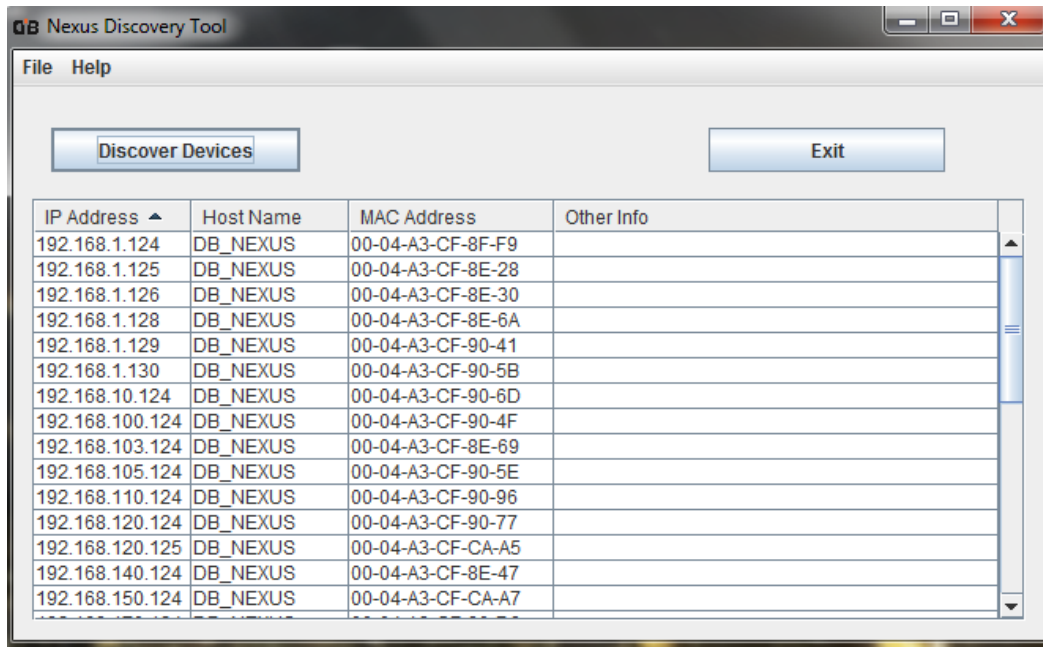 dB Nexus Discovery Tool
File Help
Discover Devices Exit
IP Address Host Name MAC Address Other Info
192.168.1.124 DB_NEXUS 00-04-A3-CF-8F-F9
192.168.1.125 DB_NEXUS 00-04-A3-CF-8E-28
192.168.1.126 DB_NEXUS 00-04-A3-CF-8E-30
192.168.1.128 DB_NEXUS 00-04-A3-CF-8E-6A
192.168.1.129 DB_NEXUS 00-04-A3-CF-90-41
192.168.1.130 DB_NEXUS 00-04-A3-CF-90-5B
192.168.10.124 DB_NEXUS 00-04-A3-CF-90-6D
192.168.100.124 DB_NEXUS 00-04-A3-CF-90-4F
192.168.103.124 DB_NEXUS 00-04-A3-CF-8E-69
192.168.105.124 DB_NEXUS 00-04-A3-CF-90-5E
192.168.110.124 DB_NEXUS 00-04-A3-CF-90-96
192.168.120.124 DB_NEXUS 00-04-A3-CF-90-77
192.168.120.125 DB_NEXUS 00-04-A3-CF-CA-A5
192.168.140.124 DB_NEXUS 00-04-A3-CF-8E-47
192.168.150.124 DB_NEXUS 00-04-A3-CF-CA-A7